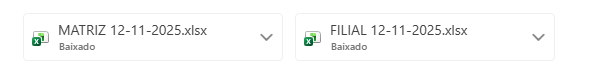 MATRIZ 12-11-2025.xlsx
Baixado
FILIAL 12-11-2025.xlsx
Baixado